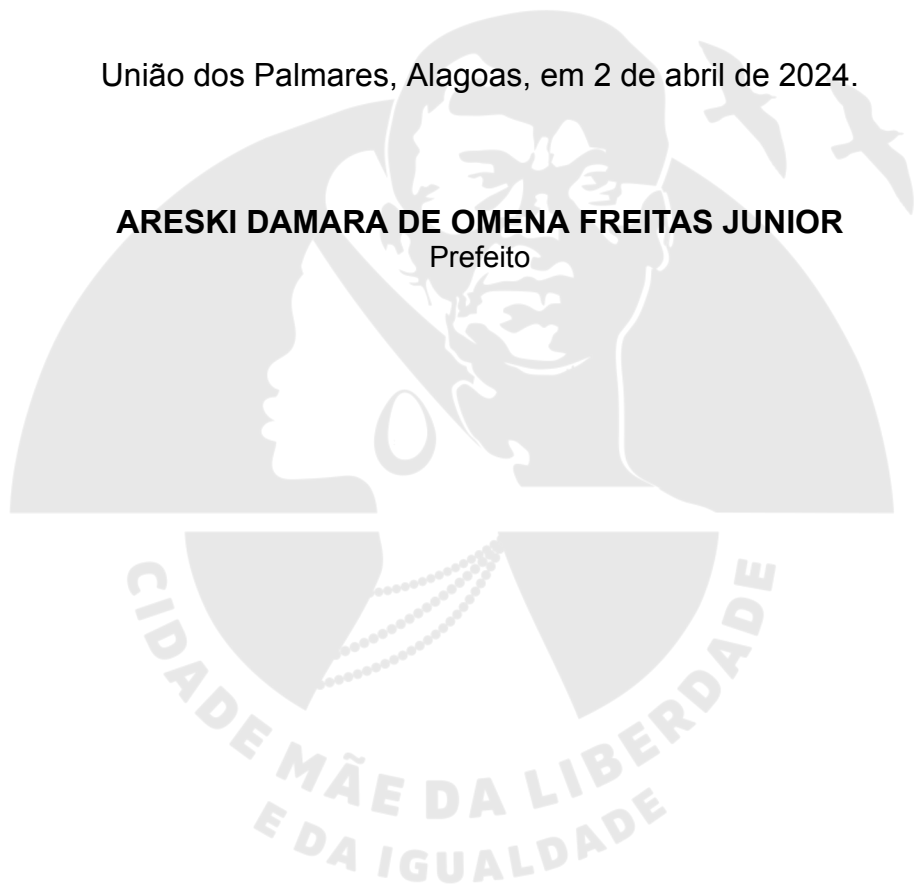 União dos Palmares, Alagoas, em 2 de abril de 2024.
ARESKI DAMARA DE OMENA FREITAS JUNIOR
Prefeito
CIDADE MÃE DA LIBERDADE
E DA IGUALDADE